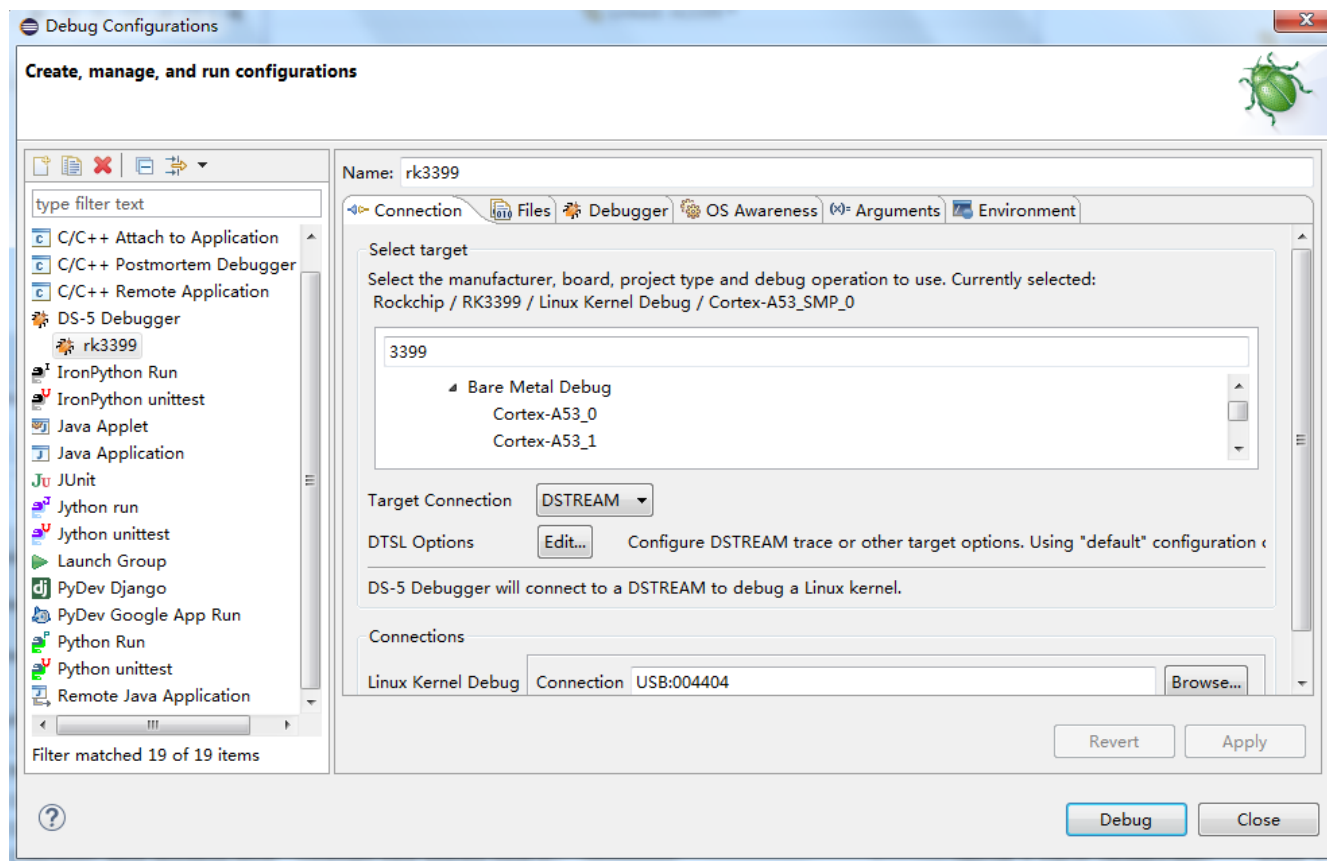 Debug Configurations
Create, manage, and run configurations
type filter text
C/C++ Attach to Application
C/C++ Postmortem Debugger
C/C++ Remote Application
DS-5 Debugger
rk3399
IronPython Run
IronPython unittest
Java Applet
Java Application
JUnit
Jython run
Jython unittest
Launch Group
PyDev Django
PyDev Google App Run
Python Run
Python unittest
Remote Java Application
Filter matched 19 of 19 items
Name: rk3399
Connection Files Debugger OS Awareness (x)= Arguments Environment
Select target
Select the manufacturer, board, project type and debug operation to use. Currently selected:
Rockchip / RK3399 / Linux Kernel Debug / Cortex-A53_SMP_0
3399
Bare Metal Debug
Cortex-A53_0
Cortex-A53_1
Target Connection DSTREAM
DTSL Options Edit... Configure DSTREAM trace or other target options. Using "default" configuration
DS-5 Debugger will connect to a DSTREAM to debug a Linux kernel.
Connections
Linux Kernel Debug Connection USB:004404 Browse...
Revert Apply
Debug Close